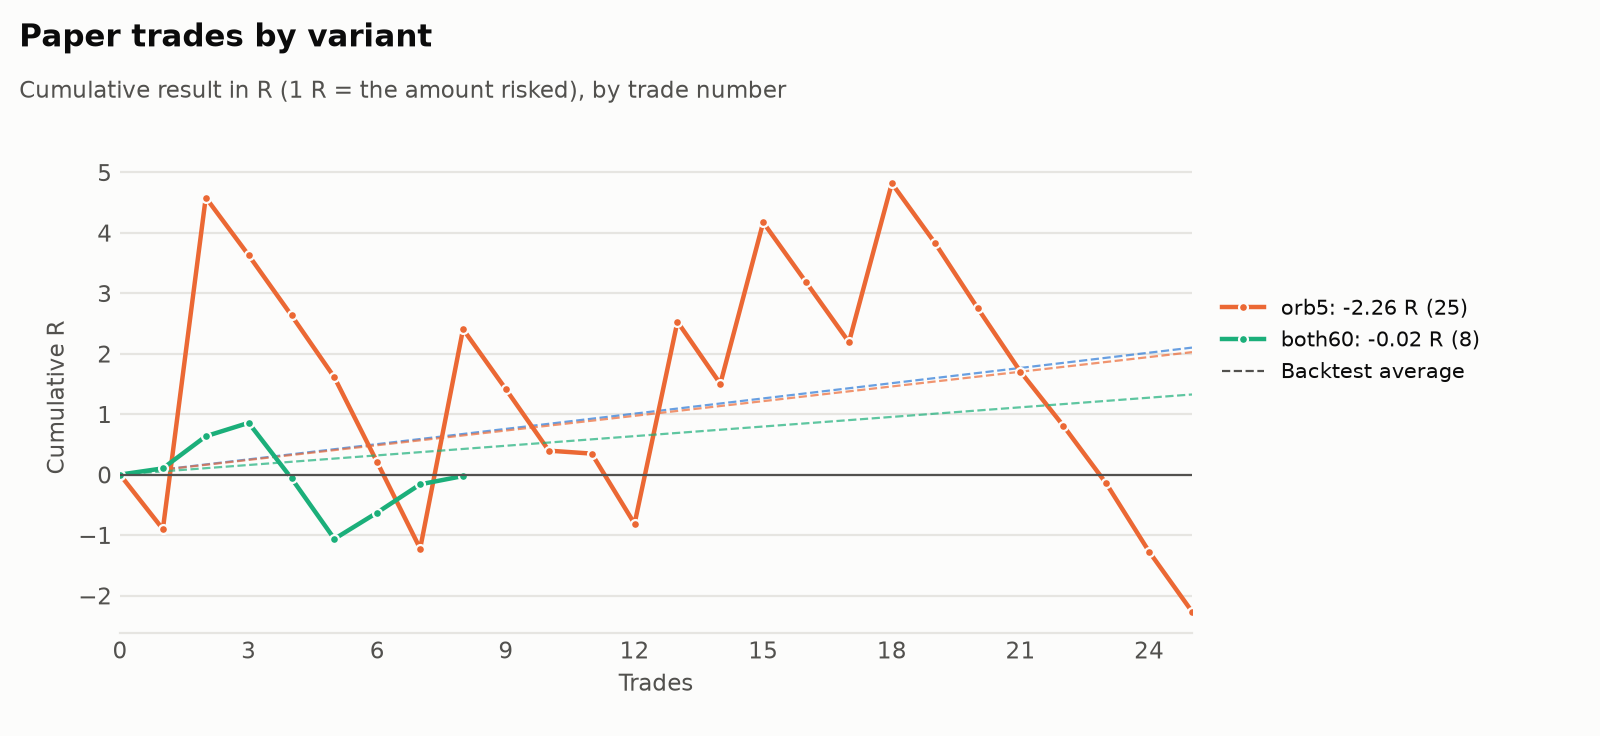 Paper trades by variant
Cumulative result in R (1 R = the amount risked), by trade number
5
4
3
2
1
0
−1
−2
Cumulative R
0 3 6 9 12 15 18 21 24
Trades
orb5: -2.26 R (25)
both60: -0.02 R (8)
Backtest average